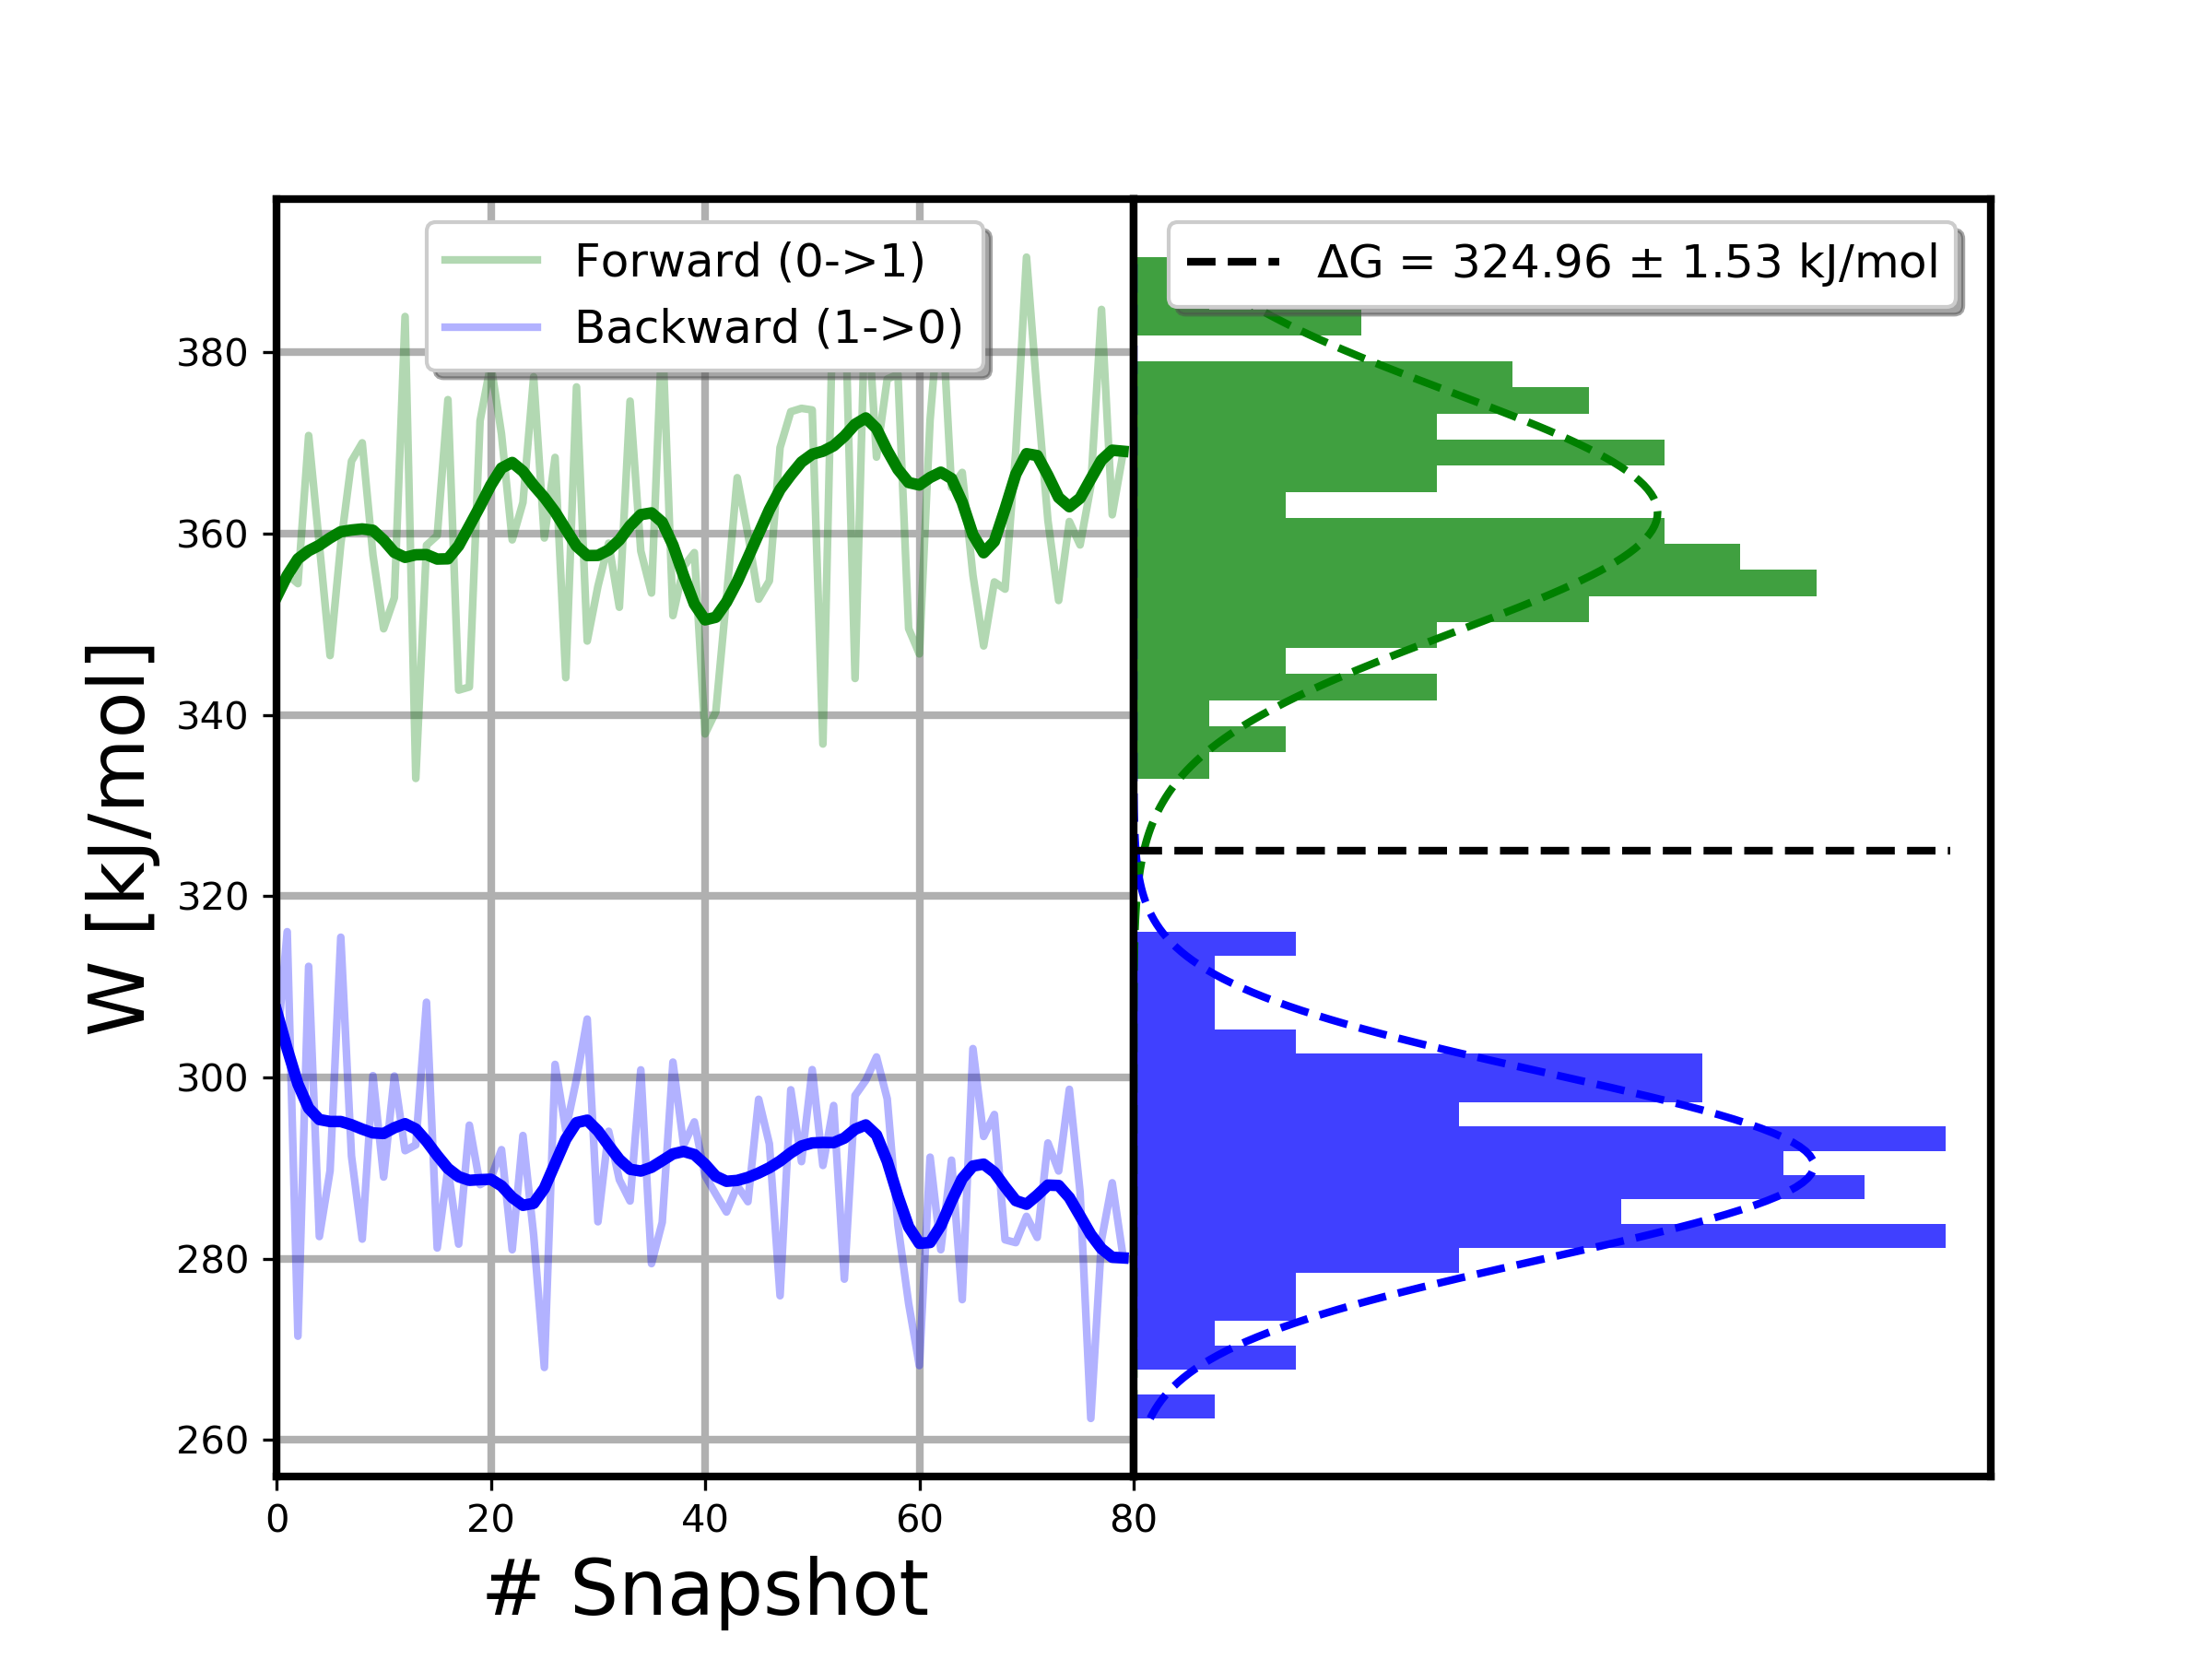 Forward (0->1)
Backward (1->0)
ΔG = 324.96 ± 1.53 kJ/mol
W [kJ/mol]
380
360
340
320
300
280
260
0 20 40 60 80
# Snapshot